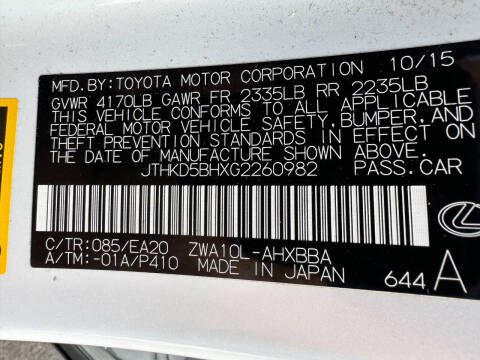 MFD.BY:TOYOTA MOTOR CORPORATION 10/15
GVWR 4170LB GAWR FR 2335LB RR 2235LB
THIS VEHICLE CONFORMS TO ALL APPLICABLE
FEDERAL MOTOR VEHICLE SAFETY, BUMPER, AND
THEFT PREVENTION STANDARDS IN EFFECT ON
THE DATE OF MANUFACTURE SHOWN ABOVE.
JTHKD5BHXG2260982 PASS.CAR
C/TR:085/EA20 ZWA10L-AHXBBA
A/TM:-01A/P410 MADE IN JAPAN 644 A